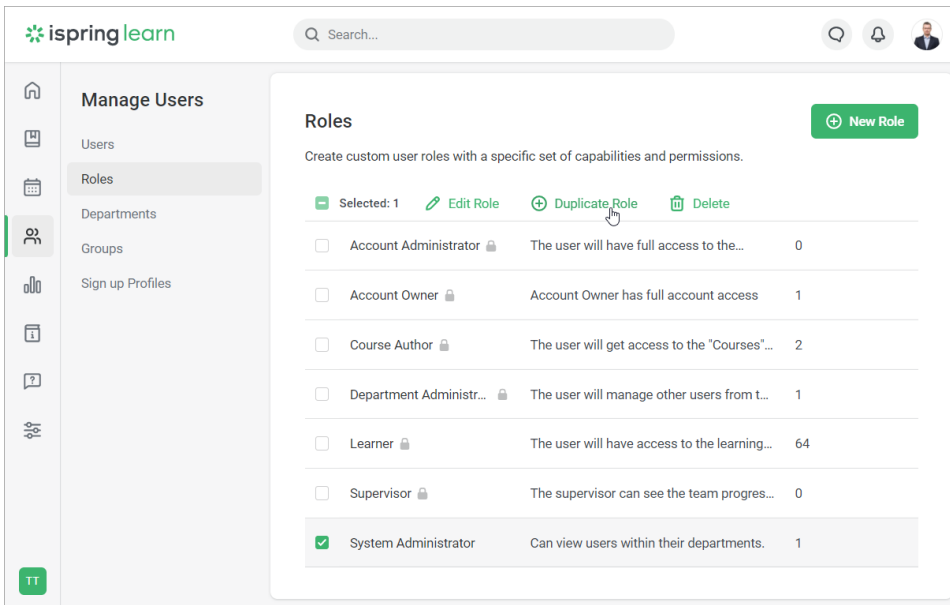 ispring learn
Search...
Manage Users
Users
Roles
Departments
Groups
Sign up Profiles
TT
Roles
New Role
Create custom user roles with a specific set of capabilities and permissions.
Selected: 1 Edit Role Duplicate Role Delete
Account Administrator The user will have full access to the... 0
Account Owner Account Owner has full account access 1
Course Author The user will get access to the "Courses"... 2
Department Administr... The user will manage other users from t... 1
Learner The user will have access to the learning... 64
Supervisor The supervisor can see the team progres... 0
System Administrator Can view users within their departments. 1